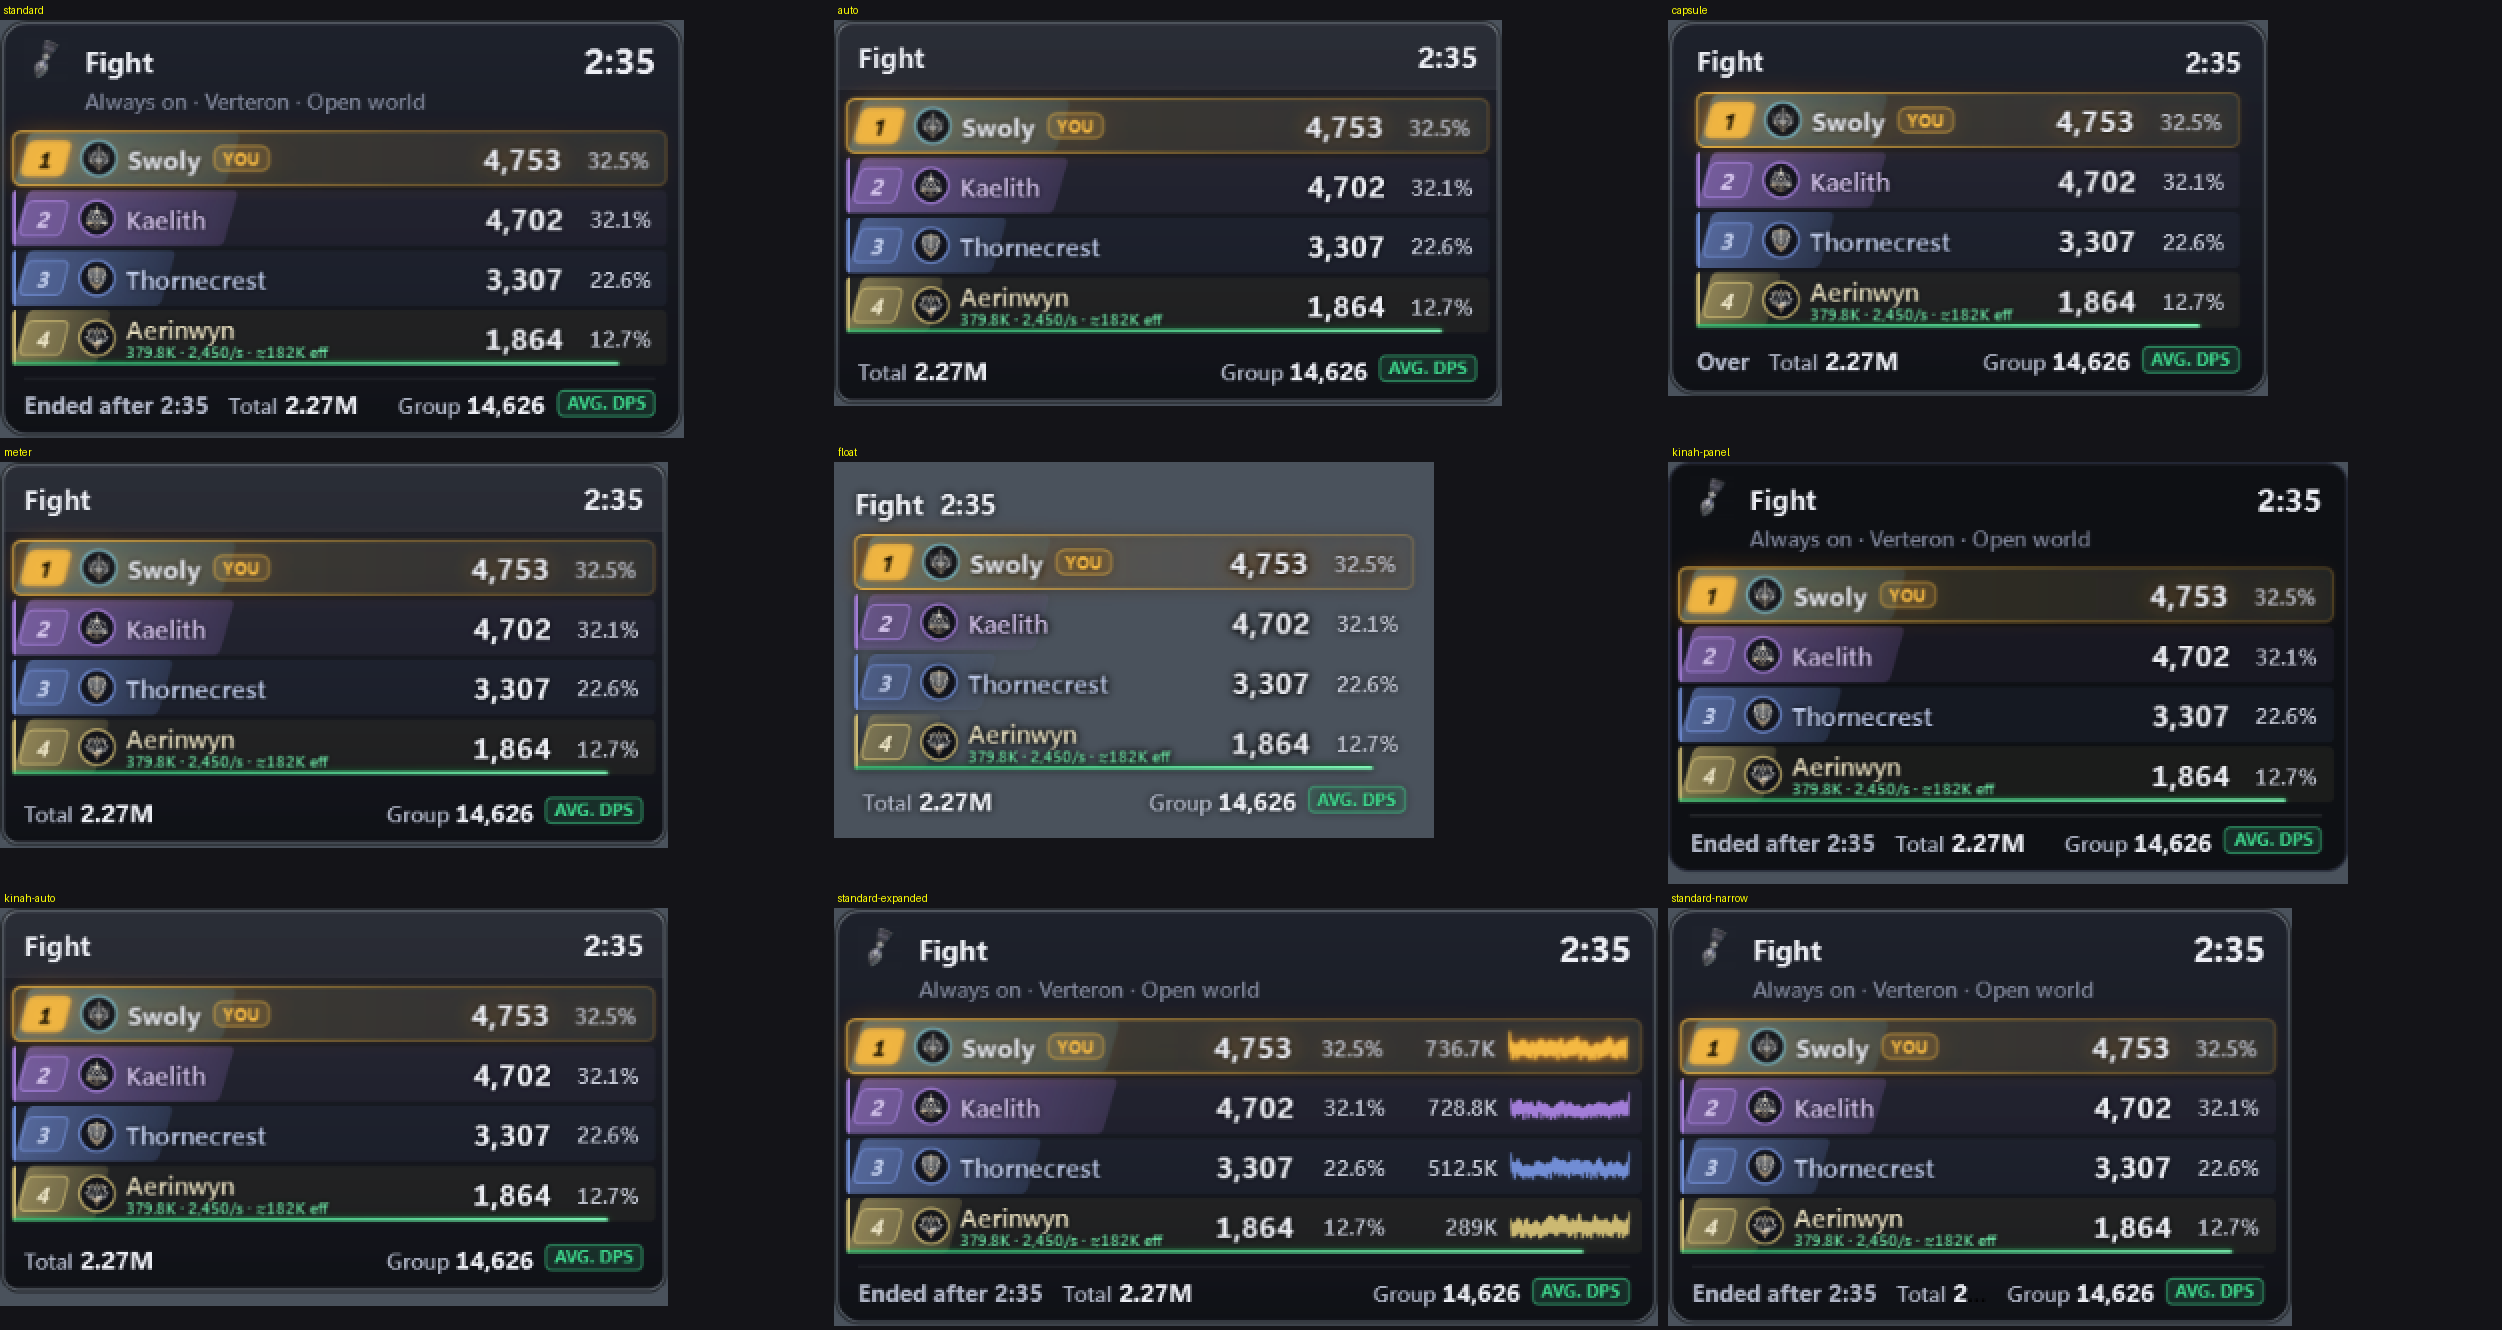 standard
Fight 2:35
Always on · Verteron · Open world
1 Swoly YOU 4,753 32.5%
2 Kaelith 4,702 32.1%
3 Thornecrest 3,307 22.6%
4 Aerinwyn 1,864 12.7%
379.8K · 2,450/s · ≈182K eff
Ended after 2:35 Total 2.27M Group 14,626 AVG. DPS
auto
Fight 2:35
1 Swoly YOU 4,753 32.5%
2 Kaelith 4,702 32.1%
3 Thornecrest 3,307 22.6%
4 Aerinwyn 1,864 12.7%
379.8K · 2,450/s · ≈182K eff
Total 2.27M Group 14,626 AVG. DPS
capsule
Fight 2:35
1 Swoly YOU 4,753 32.5%
2 Kaelith 4,702 32.1%
3 Thornecrest 3,307 22.6%
4 Aerinwyn 1,864 12.7%
379.8K · 2,450/s · ≈182K eff
Over Total 2.27M Group 14,626 AVG. DPS
meter
Fight 2:35
1 Swoly YOU 4,753 32.5%
2 Kaelith 4,702 32.1%
3 Thornecrest 3,307 22.6%
4 Aerinwyn 1,864 12.7%
379.8K · 2,450/s · ≈182K eff
Total 2.27M Group 14,626 AVG. DPS
float
Fight 2:35
1 Swoly YOU 4,753 32.5%
2 Kaelith 4,702 32.1%
3 Thornecrest 3,307 22.6%
4 Aerinwyn 1,864 12.7%
379.8K · 2,450/s · ≈182K eff
Total 2.27M Group 14,626 AVG. DPS
kinah-panel
Fight 2:35
Always on · Verteron · Open world
1 Swoly YOU 4,753 32.5%
2 Kaelith 4,702 32.1%
3 Thornecrest 3,307 22.6%
4 Aerinwyn 1,864 12.7%
379.8K · 2,450/s · ≈182K eff
Ended after 2:35 Total 2.27M Group 14,626 AVG. DPS
kinah-auto
Fight 2:35
1 Swoly YOU 4,753 32.5%
2 Kaelith 4,702 32.1%
3 Thornecrest 3,307 22.6%
4 Aerinwyn 1,864 12.7%
379.8K · 2,450/s · ≈182K eff
Total 2.27M Group 14,626 AVG. DPS
standard-expanded
Fight 2:35
Always on · Verteron · Open world
1 Swoly YOU 4,753 32.5% 736.7K
2 Kaelith 4,702 32.1% 728.8K
3 Thornecrest 3,307 22.6% 512.5K
4 Aerinwyn 1,864 12.7% 289K
379.8K · 2,450/s · ≈182K eff
Ended after 2:35 Total 2.27M Group 14,626 AVG. DPS
standard-narrow
Fight 2:35
Always on · Verteron · Open world
1 Swoly YOU 4,753 32.5%
2 Kaelith 4,702 32.1%
3 Thornecrest 3,307 22.6%
4 Aerinwyn 1,864 12.7%
379.8K · 2,450/s · ≈182K eff
Ended after 2:35 Total 2... Group 14,626 AVG. DPS